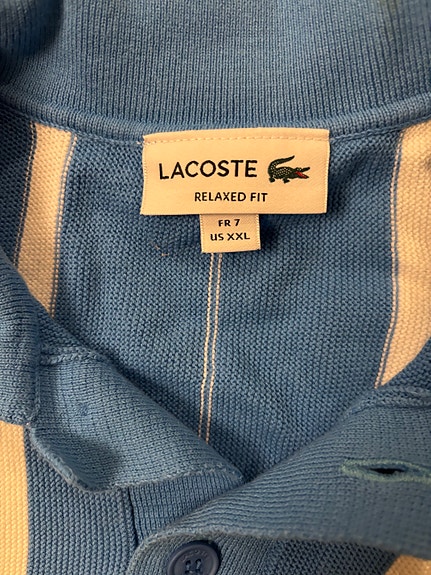 LACOSTE
RELAXED FIT
FR 7
US XXL